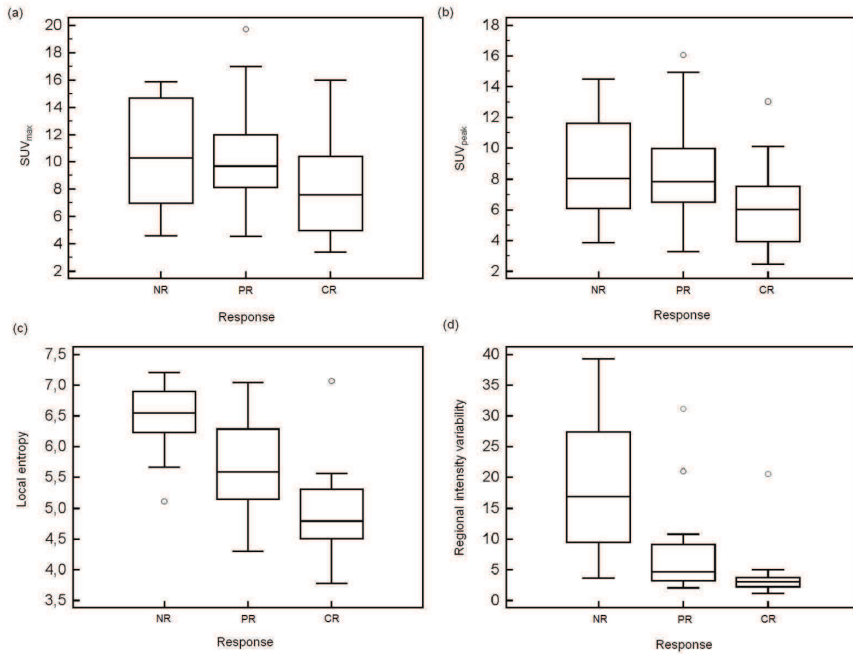 (a)
20
18
16
14
12
10
8
6
4
2
SUVmax
NR PR CR
Response
(b)
18
16
14
12
10
8
6
4
2
SUVpeak
NR PR CR
Response
(c)
7,5
7,0
6,5
6,0
5,5
5,0
4,5
4,0
3,5
Local entropy
NR PR CR
Response
(d)
40
35
30
25
20
15
10
5
0
Regional intensity variability
NR PR CR
Response